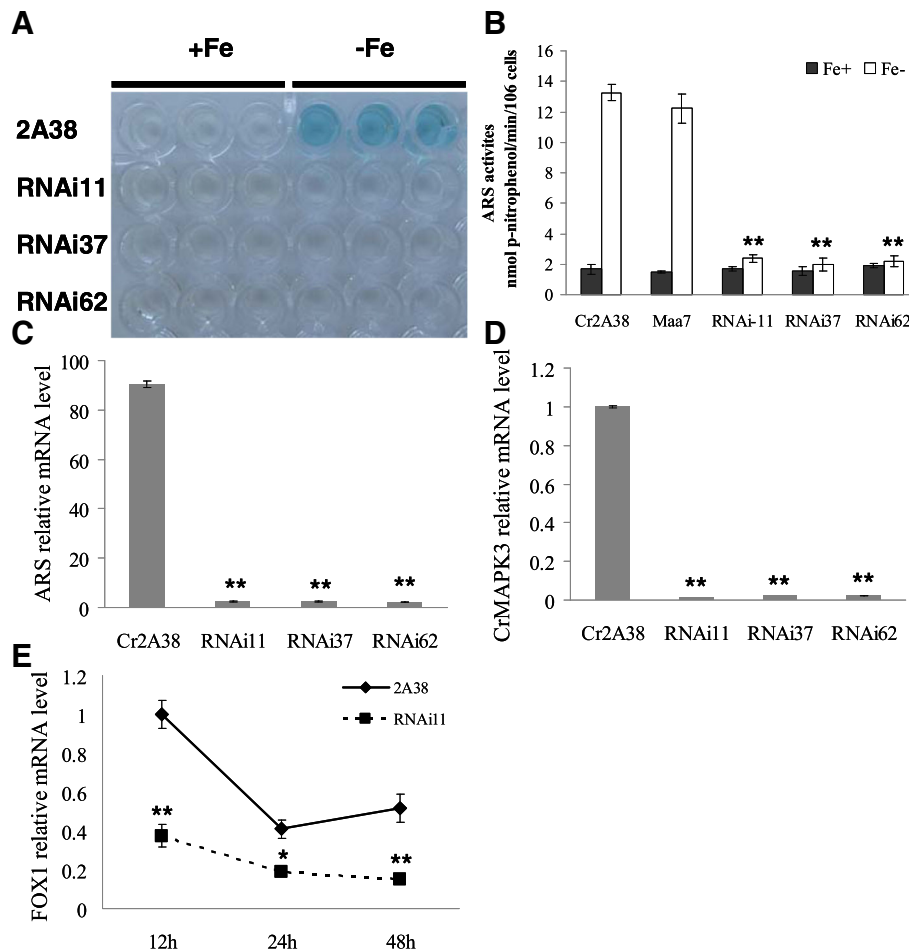 A
+Fe
-Fe
2A38
RNAi11
RNAi37
RNAi62
B
ARS activites
nmol p-nitrophenol/min/106 cells
16
14
12
10
8
6
4
2
0
Fe+
Fe-
**
**
**
Cr2A38
Maa7
RNAi-11
RNAi37
RNAi62
C
ARS relative mRNA level
100
80
60
40
20
0
**
**
**
Cr2A38
RNAi11
RNAi37
RNAi62
D
CrMAPK3 relative mRNA level
1.2
1
0.8
0.6
0.4
0.2
0
**
**
**
Cr2A38
RNAi11
RNAi37
RNAi62
E
FOX1 relative mRNA level
1.2
1
0.8
0.6
0.4
0.2
0
2A38
RNAi11
**
*
**
12h
24h
48h